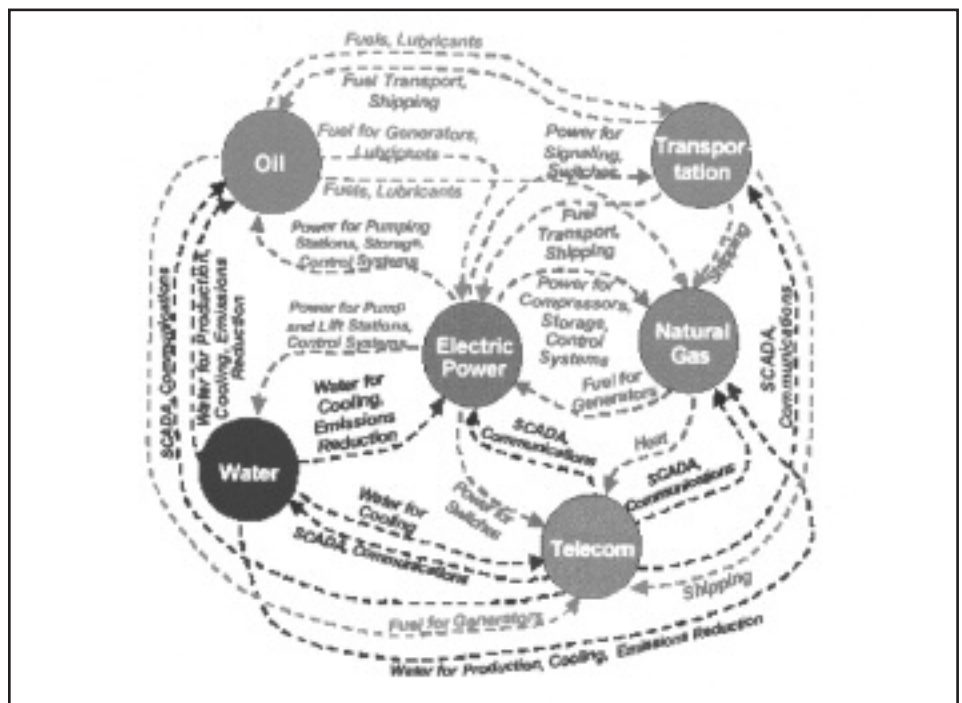 Fuels, Lubricants
Fuel Transport,
Shipping
Oil
Fuel for Generators,
Lubricants
Fuels, Lubricants
Power for
Signaling,
Switches
Transpor-
tation
Power for Pumping
Stations, Storage,
Control Systems
Fuel
Transport,
Shipping
Shipping
SCADA, Communications
Water for Production,
Cooling, Emissions
Reduction
Power for Pump
and Lift Stations,
Control Systems
Electric
Power
Power for
Compressors,
Storage,
Control
Systems
Natural
Gas
SCADA,
Communications
Water for
Cooling,
Emissions
Reduction
Fuel for
Generators
Water
SCADA,
Communications
Heat
SCADA,
Communications
Water for
Cooling
Power for
Switches
SCADA, Communications
Telecom
Fuel for Generators
Shipping
Water for Production, Cooling, Emissions Reduction